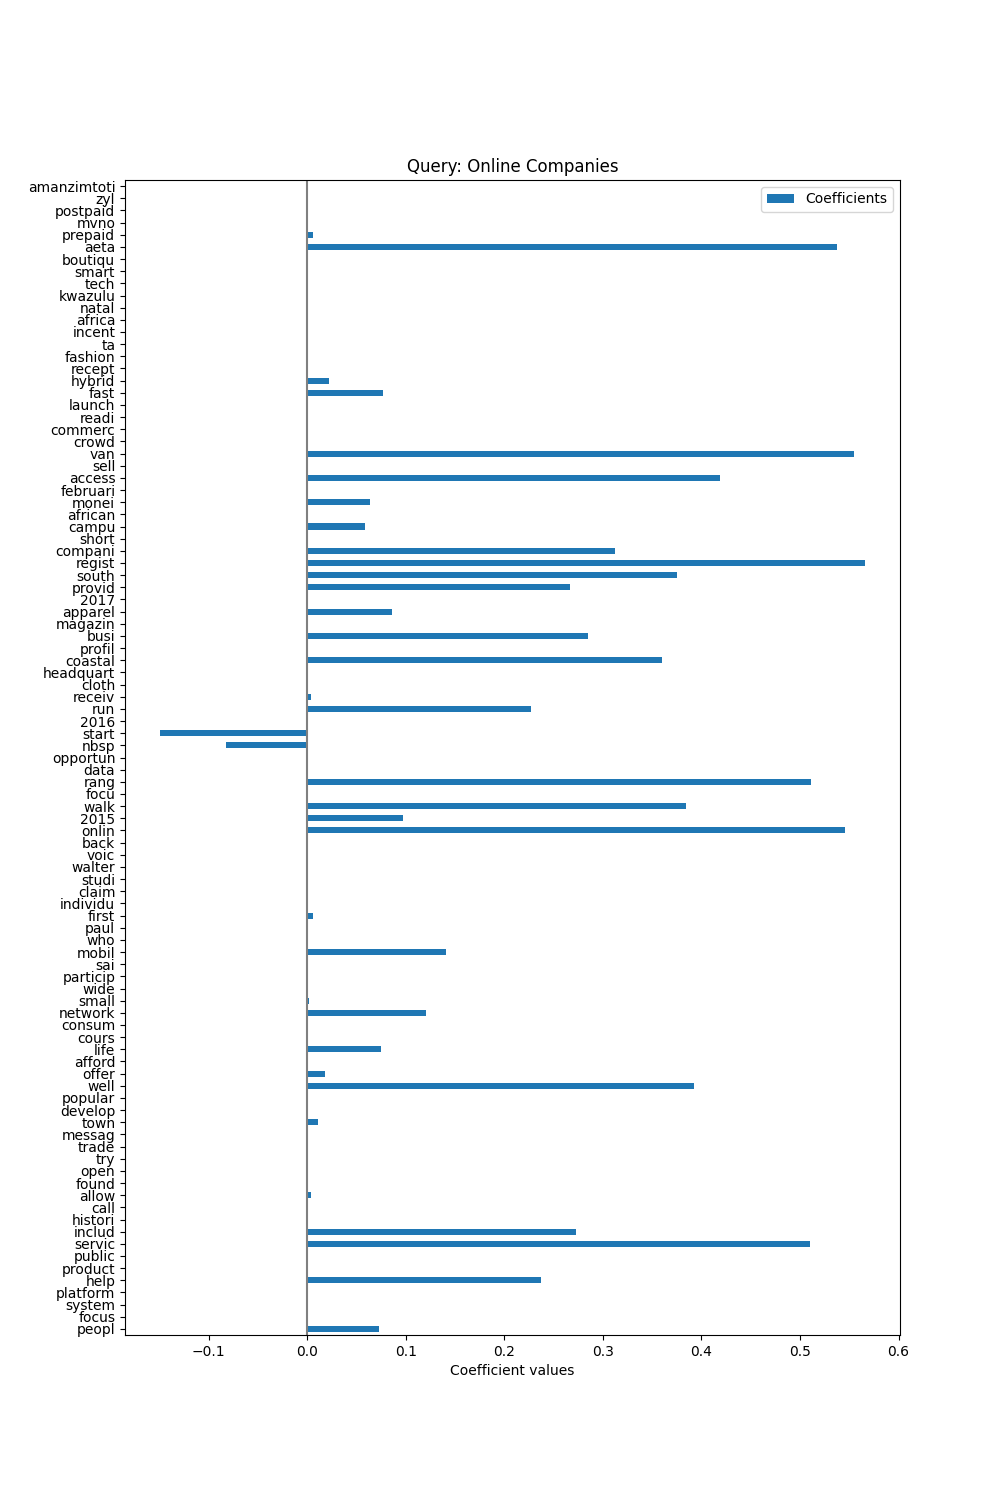 Query: Online Companies
Coefficients
amanzimtoti
zyl
postpaid
mvno
prepaid
aeta
boutiqu
smart
tech
kwazulu
natal
africa
incent
ta
fashion
recept
hybrid
fast
launch
readi
commerc
crowd
van
sell
access
februari
monei
african
campu
short
compani
regist
south
provid
2017
apparel
magazin
busi
profil
coastal
headquart
cloth
receiv
run
2016
start
nbsp
opportun
data
rang
focu
walk
2015
onlin
back
voic
walter
studi
claim
individu
first
paul
who
mobil
sai
particip
wide
small
network
consum
cours
life
afford
offer
well
popular
develop
town
messag
trade
try
open
found
allow
call
histori
includ
servic
public
product
help
platform
system
focus
peopl
−0.1 0.0 0.1 0.2 0.3 0.4 0.5 0.6
Coefficient values